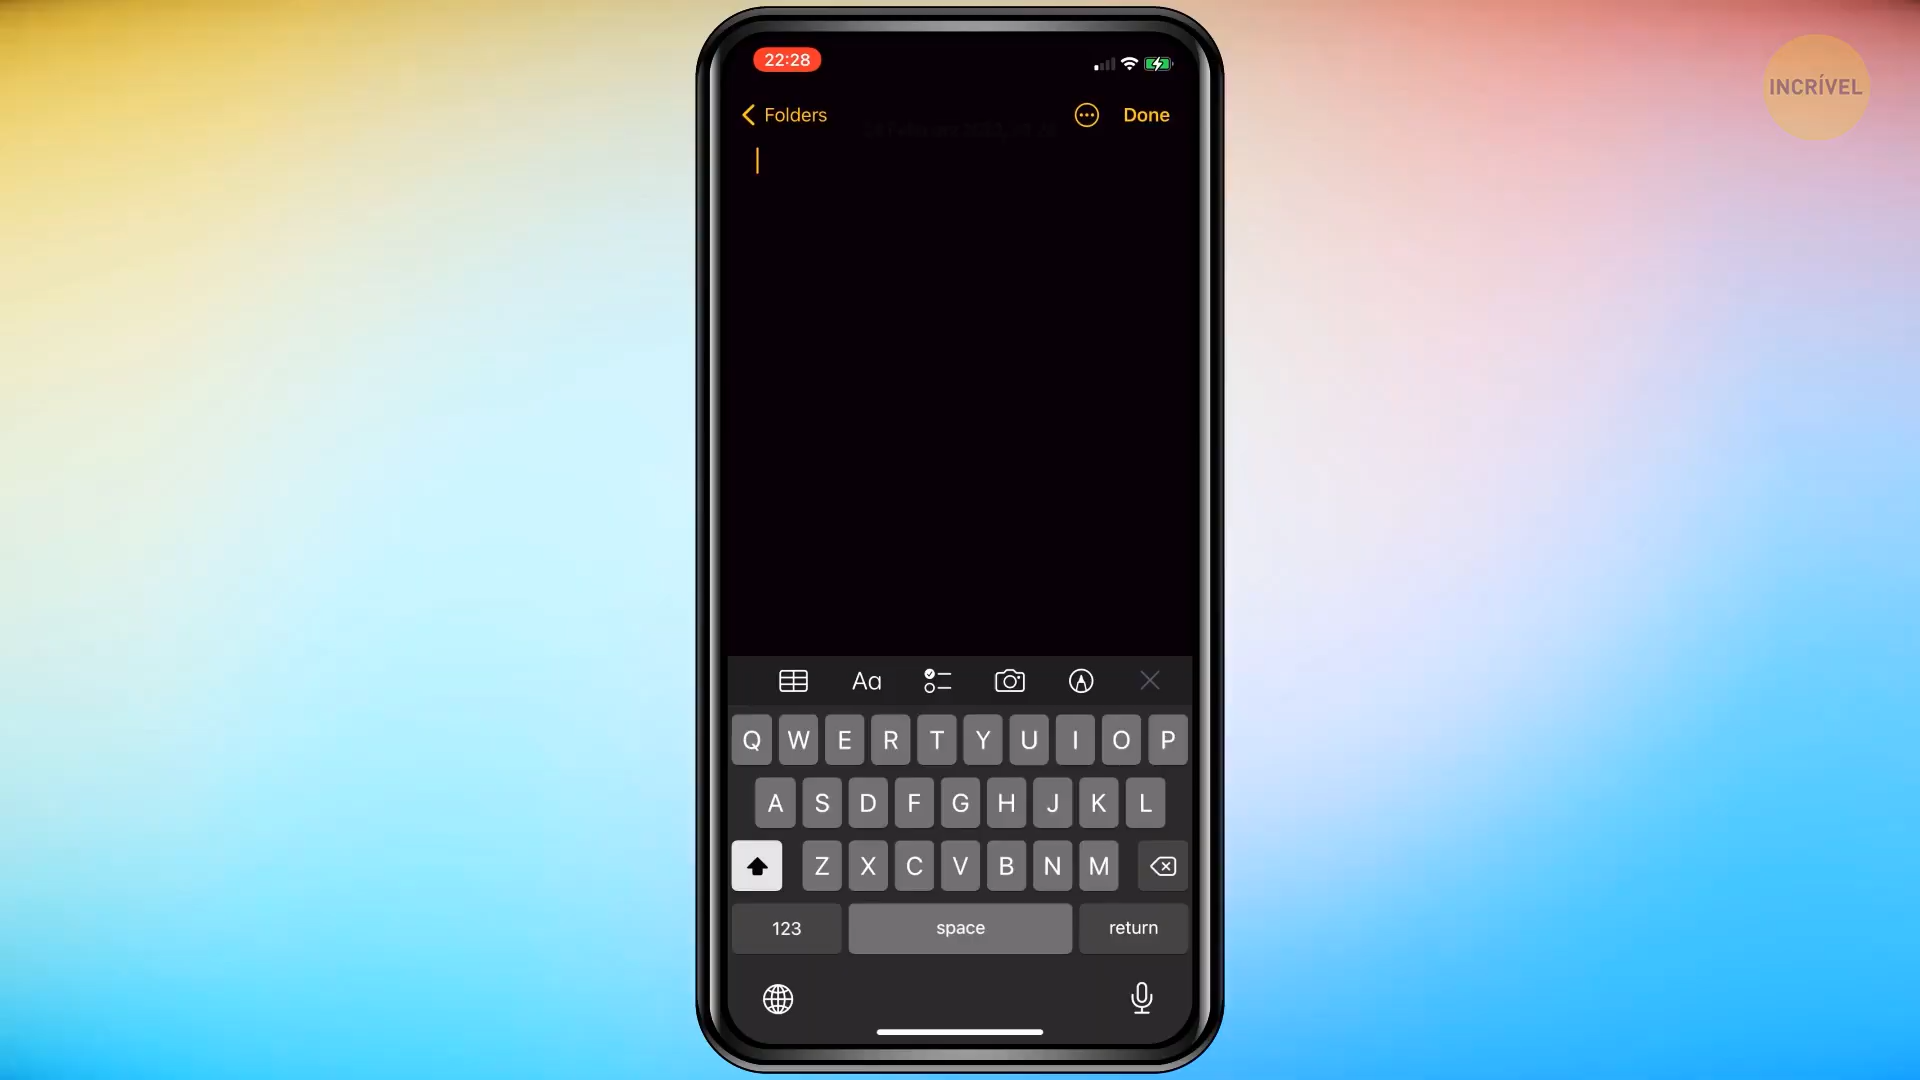 22:28
INCRÍVEL
Folders
Done
Aa
Q W E R T Y U I O P
A S D F G H J K L
Z X C V B N M
123 space return